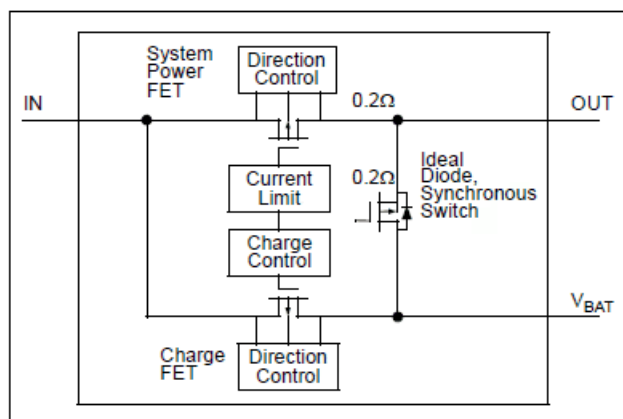 System
Power
FET
Direction
Control
IN
0.2Ω
OUT
Current
Limit
0.2Ω
Ideal
Diode,
Synchronous
Switch
Charge
Control
VBAT
Charge
FET
Direction
Control